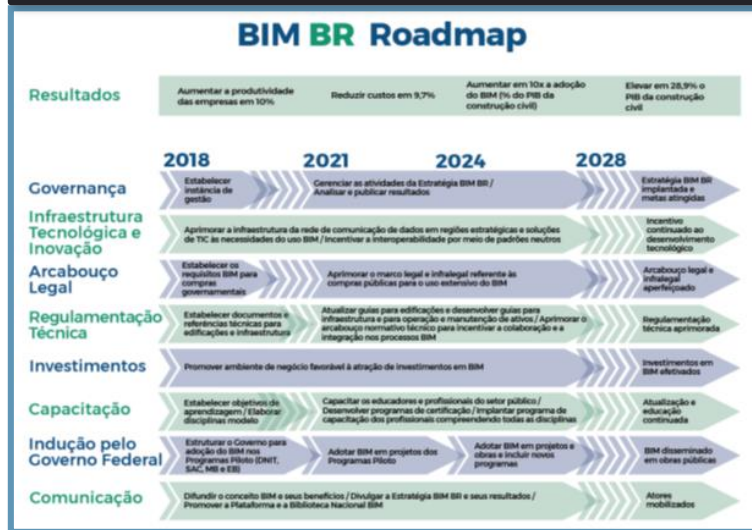 BIM BR Roadmap
Resultados
Aumentar a produtividade
das empresas em 10%
Reduzir custos em 9,7%
Aumentar em 10x a adoção
do BIM (% do PIB da
construção civil)
Elevar em 28,9% o
PIB da construção
civil
2018
2021
2024
2028
Governança
Estabelecer
instância de
gestão
Gerenciar as atividades da Estratégia BIM BR /
Analisar e publicar resultados
Estratégia BIM BR
implantada e
metas atingidas
Infraestrutura
Tecnológica e
Inovação
Aprimorar a infraestrutura da rede de comunicação de dados em regiões estratégicas e soluções
de TIC às necessidades do uso BIM / Incentivar a interoperabilidade por meio de padrões neutros
Incentivo
continuado ao
desenvolvimento
tecnológico
Arcabouço
Legal
Estabelecer os
requisitos BIM para
compras
governamentais
Aprimorar o marco legal e infralegal referente às
compras públicas para o uso extensivo do BIM
Arcabouço legal e
infralegal
aperfeiçoado
Regulamentação
Técnica
Estabelecer documentos e
referências técnicas para
edificações e infraestrutura
Atualizar guias para edificações e desenvolver guias para
infraestrutura e para operação e manutenção de ativos / Aprimorar o
arcabouço normativo técnico para incentivar a colaboração e a
integração nos processos BIM
Regulamentação
técnica aprimorada
Investimentos
Promover ambiente de negócio favorável à atração de investimentos em BIM
Investimentos em
BIM efetivados
Capacitação
Estabelecer objetivos de
aprendizagem / Elaborar
disciplinas modelo
Capacitar os educadores e profissionais do setor público /
Desenvolver programas de certificação / Implantar programa de
capacitação dos profissionais compreendendo todas as disciplinas
Atualização e
educação
continuada
Indução pelo
Governo Federal
Estruturar o Governo para
adoção do BIM nos
Programas Piloto (DNIT,
SAC, MB e EB)
Adotar BIM em projetos dos
Programas Piloto
Adotar BIM em projetos e
obras e incluir novos
programas
BIM disseminado
em obras públicas
Comunicação
Difundir o conceito BIM e seus benefícios / Divulgar a Estratégia BIM BR e seus resultados /
Promover a Plataforma e a Biblioteca Nacional BIM
Atores
mobilizados